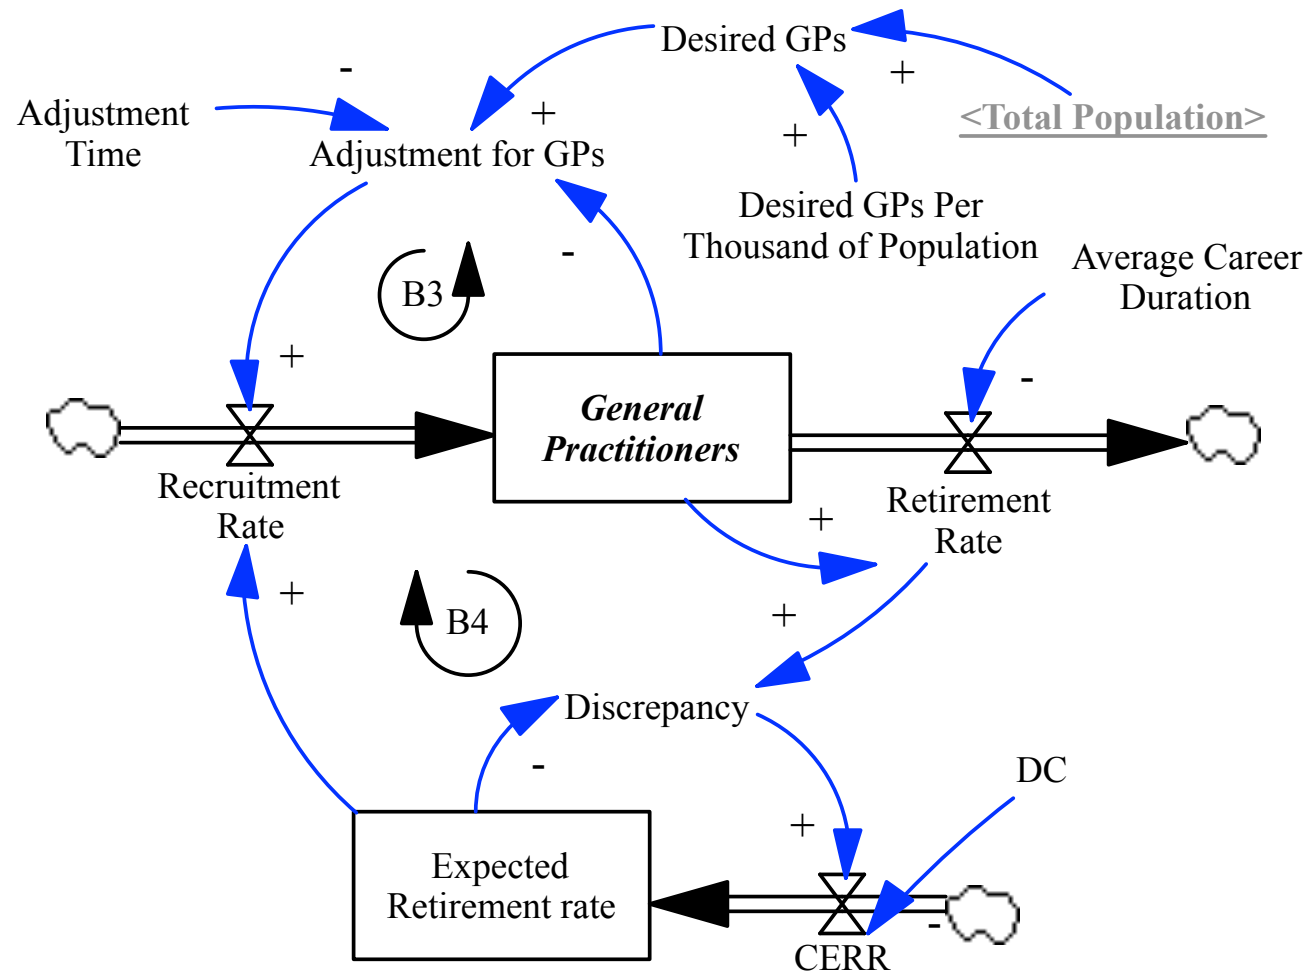 Desired GPs
+
-
<Total Population>
Adjustment
Time
+
+
Adjustment for GPs
Desired GPs Per
Thousand of Population
-
Average Career
Duration
B3
+
-
General
Practitioners
Recruitment
Rate
Retirement
Rate
+
+
+
B4
Discrepancy
-
DC
+
Expected
Retirement rate
-
CERR